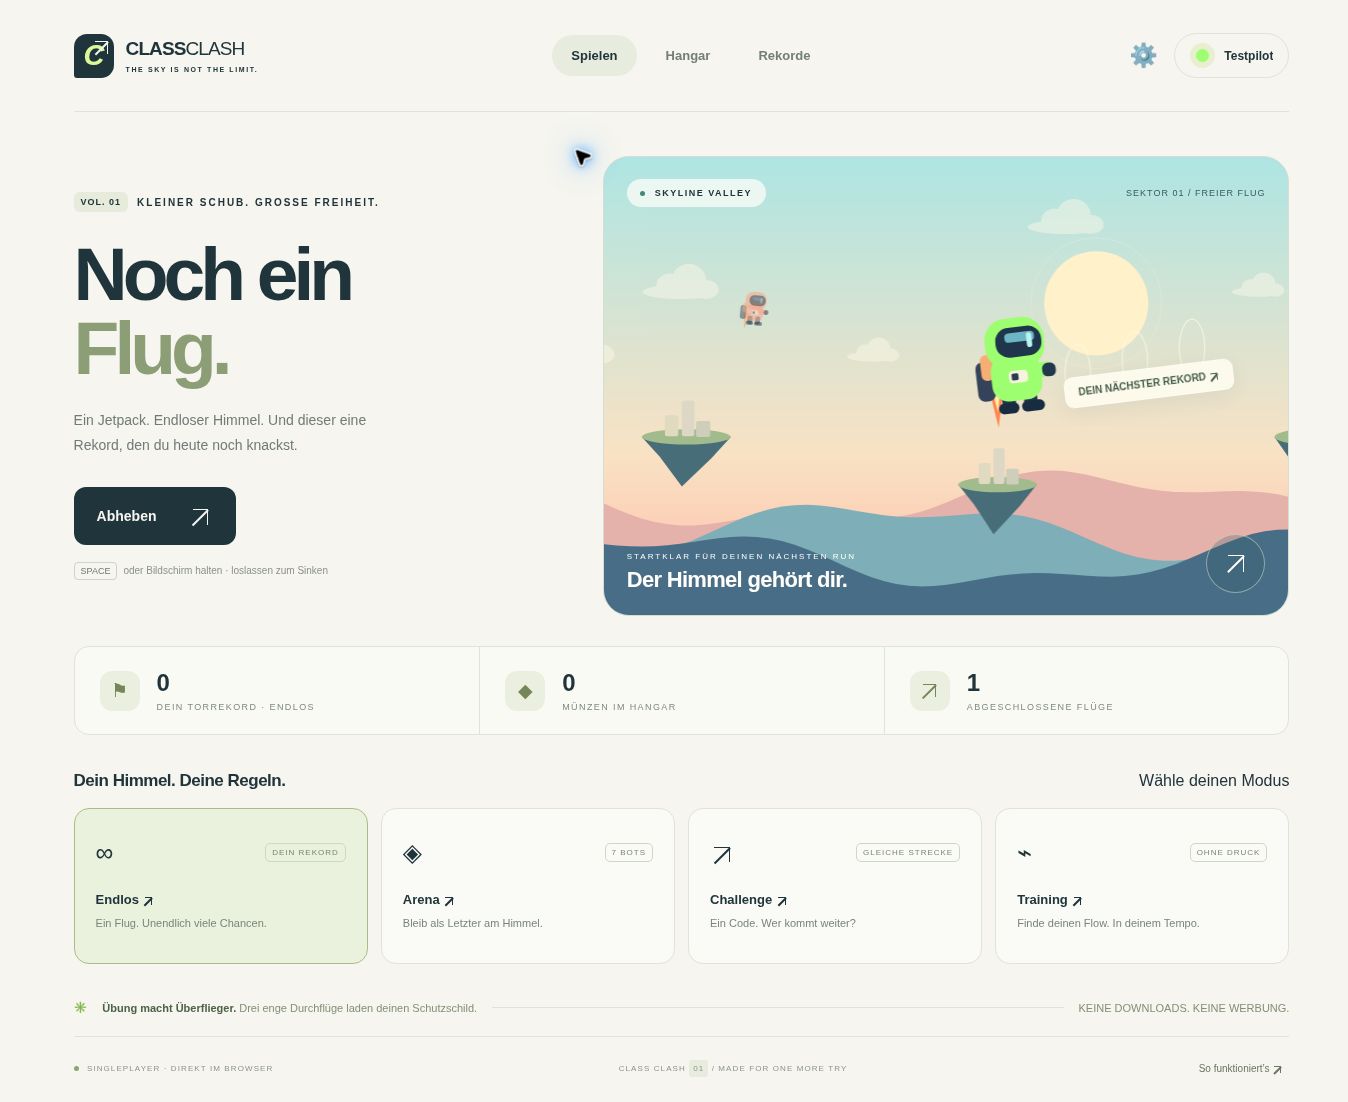 C
CLASSCLASH
THE SKY IS NOT THE LIMIT.
Spielen
Hangar
Rekorde
Testpilot
VOL. 01
KLEINER SCHUB. GROSSE FREIHEIT.
Noch ein
Flug.
Ein Jetpack. Endloser Himmel. Und dieser eine
Rekord, den du heute noch knackst.
Abheben
SPACE oder Bildschirm halten · loslassen zum Sinken
SKYLINE VALLEY
SEKTOR 01 / FREIER FLUG
DEIN NÄCHSTER REKORD
STARTKLAR FÜR DEINEN NÄCHSTEN RUN
Der Himmel gehört dir.
0
DEIN TORREKORD · ENDLOS
0
MÜNZEN IM HANGAR
1
ABGESCHLOSSENE FLÜGE
Dein Himmel. Deine Regeln.
Wähle deinen Modus
DEIN REKORD
Endlos
Ein Flug. Unendlich viele Chancen.
7 BOTS
Arena
Bleib als Letzter am Himmel.
GLEICHE STRECKE
Challenge
Ein Code. Wer kommt weiter?
OHNE DRUCK
Training
Finde deinen Flow. In deinem Tempo.
Übung macht Überflieger. Drei enge Durchflüge laden deinen Schutzschild.
KEINE DOWNLOADS. KEINE WERBUNG.
SINGLEPLAYER · DIREKT IM BROWSER
CLASS CLASH 01 / MADE FOR ONE MORE TRY
So funktioniert's